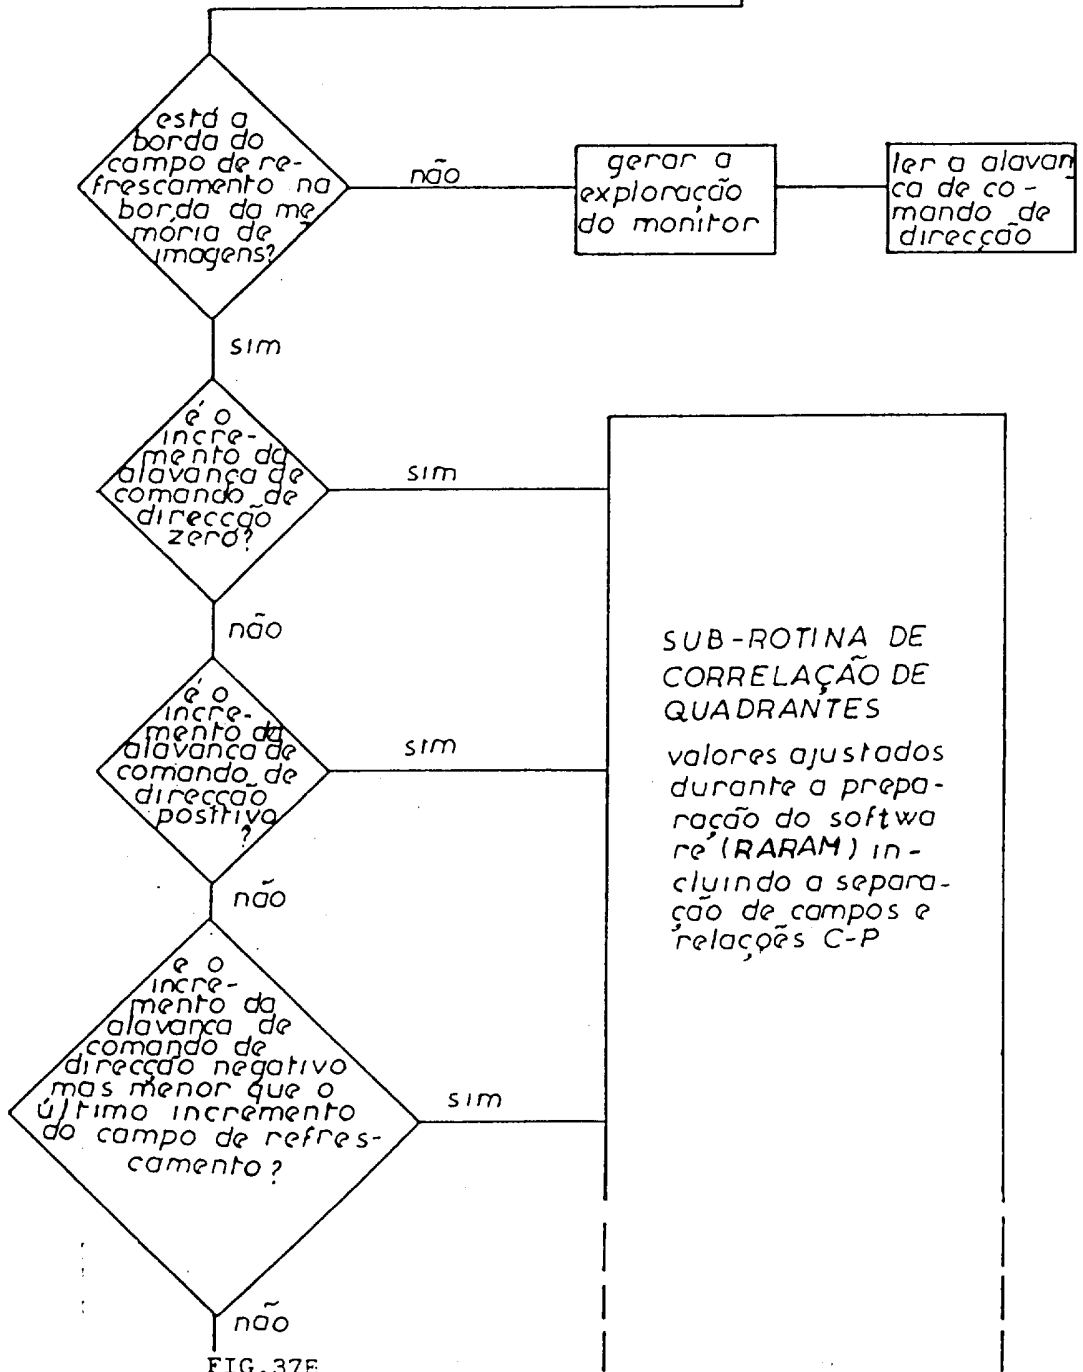 está a
borda do
campo de re-
frescamento na
borda da me
mória de
imagens?
não
gerar a
exploração
do monitor
ler a alavan
ca de co-
mando de
direcção
sim
é o
incre-
mento da
alavança de
comando de
direcção
zero?
sim
não
é o
incre-
mento da
alavanca de
comando de
direcção
positivo
?
sim
não
e o
incre-
mento da
alavanca de
comando de
direcção negativo
mas menor que o
último incremento
do campo de refres-
camento?
sim
não
SUB-ROTINA DE
CORRELAÇÃO DE
QUADRANTES
valores ajustados
durante a prepa-
ração do softwa
re (RARAM) in-
cluindo a separa-
ção de campos e
relações C-P
FIG.37E